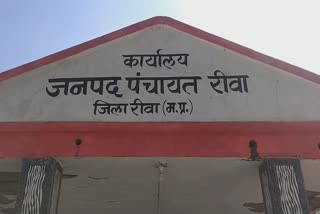 कार्यालय
जनपद पंचायत रीवा
जिला रीवा (म.प्र.)